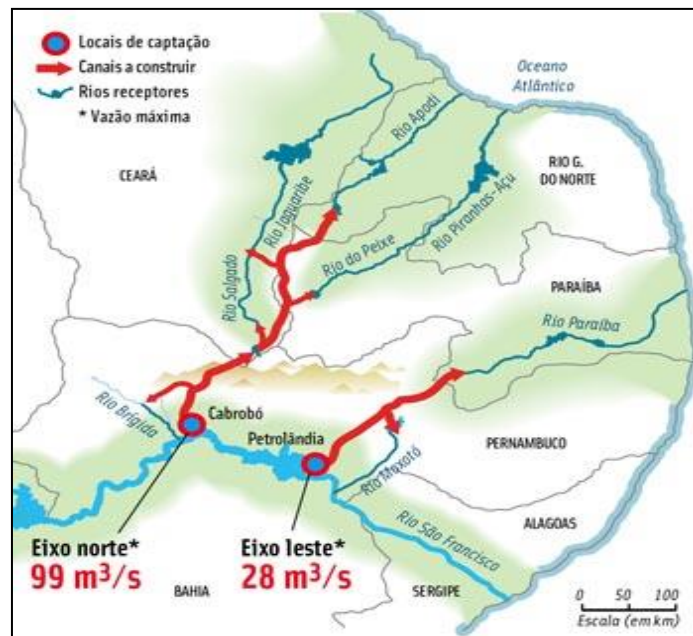 Locais de captação
Canais a construir
Rios receptores
* Vazão máxima
Oceano
Atlântico
CEARÁ
Rio Apodi
RIO G.
DO NORTE
Rio Jaguaribe
Rio Piranhas-Açu
Rio do Peixe
Rio Salgado
PARAÍBA
Rio Paraíba
Rio Brígida
Cabrobó
Petrolândia
PERNAMBUCO
Rio Moxotó
ALAGOAS
Rio São Francisco
Eixo norte*
99 m³/s
Eixo leste*
28 m³/s
BAHIA
SERGIPE
0 50 100
Escala (em km)